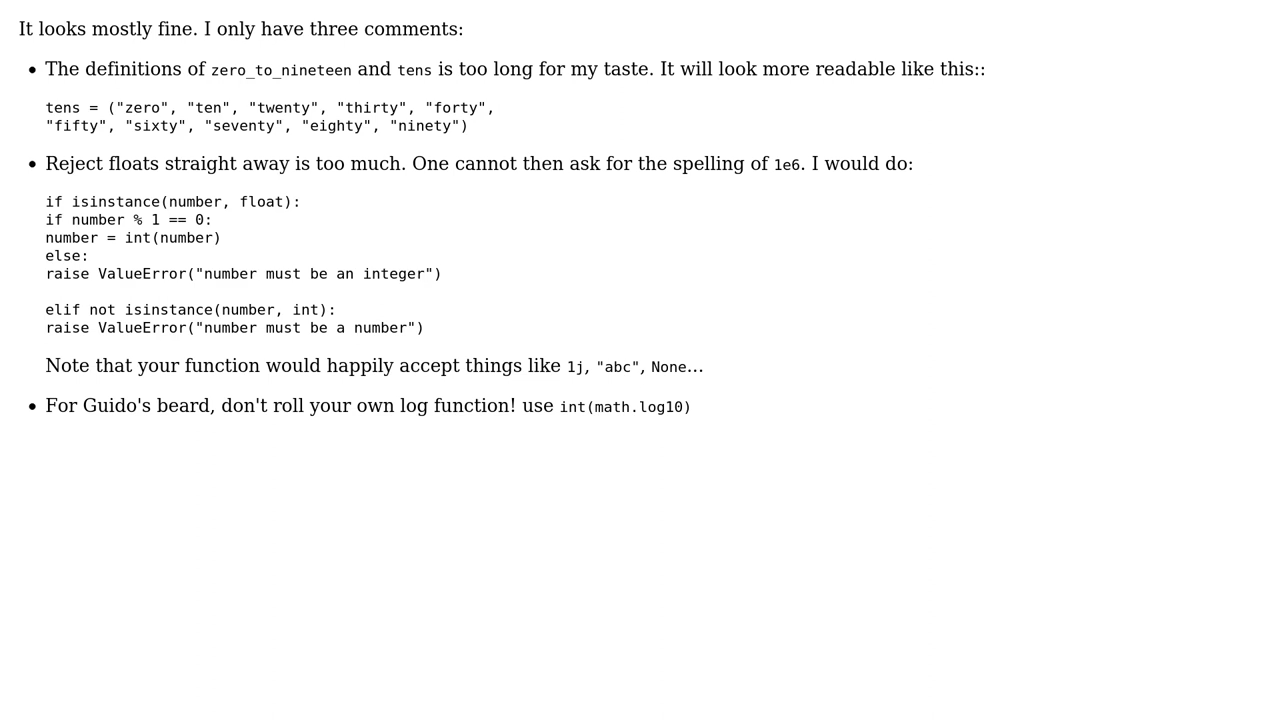 It looks mostly fine. I only have three comments:
• The definitions of zero_to_nineteen and tens is too long for my taste. It will look more readable like this::
tens = ("zero", "ten", "twenty", "thirty", "forty",
"fifty", "sixty", "seventy", "eighty", "ninety")
• Reject floats straight away is too much. One cannot then ask for the spelling of 1e6. I would do:
if isinstance(number, float):
if number % 1 == 0:
number = int(number)
else:
raise ValueError("number must be an integer")
elif not isinstance(number, int):
raise ValueError("number must be a number")
Note that your function would happily accept things like 1j, "abc", None...
• For Guido's beard, don't roll your own log function! use int(math.log10)